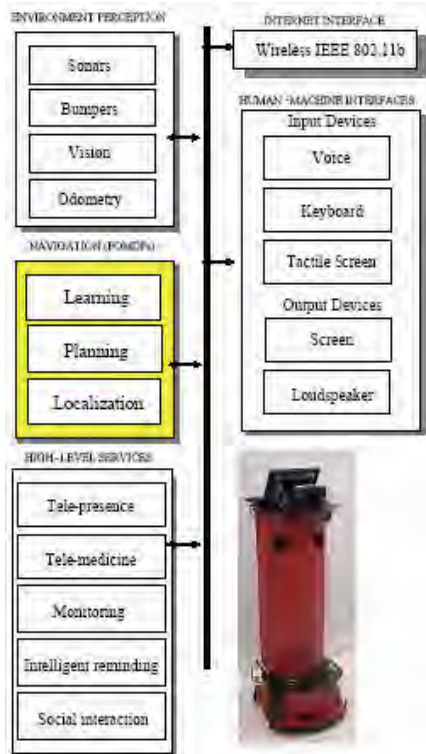 ENVIRONMENT PERCEPTION
Sonars
Bumpers
Vision
Odometry
NAVIGATION (POMDPs)
Learning
Planning
Localization
HIGH-LEVEL SERVICES
Tele-presence
Tele-medicine
Monitoring
Intelligent reminding
Social interaction
INTERNET INTERFACE
Wireless IEEE 802.11b
HUMAN-MACHINE INTERFACES
Input Devices
Voice
Keyboard
Tactile Screen
Output Devices
Screen
Loudspeaker